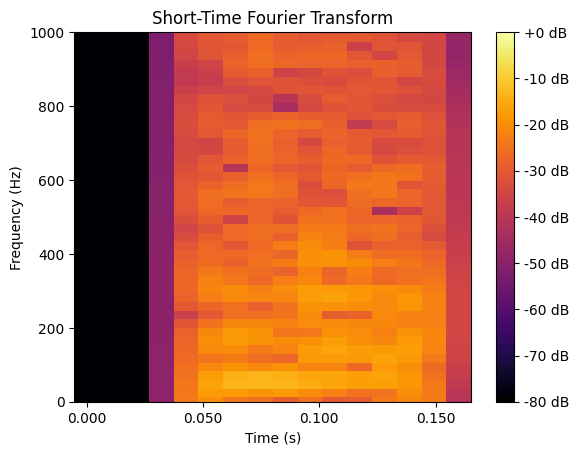 Short-Time Fourier Transform
1000
800
600
400
200
0
Frequency (Hz)
0.000
0.050
0.100
0.150
Time (s)
+0 dB
-10 dB
-20 dB
-30 dB
-40 dB
-50 dB
-60 dB
-70 dB
-80 dB